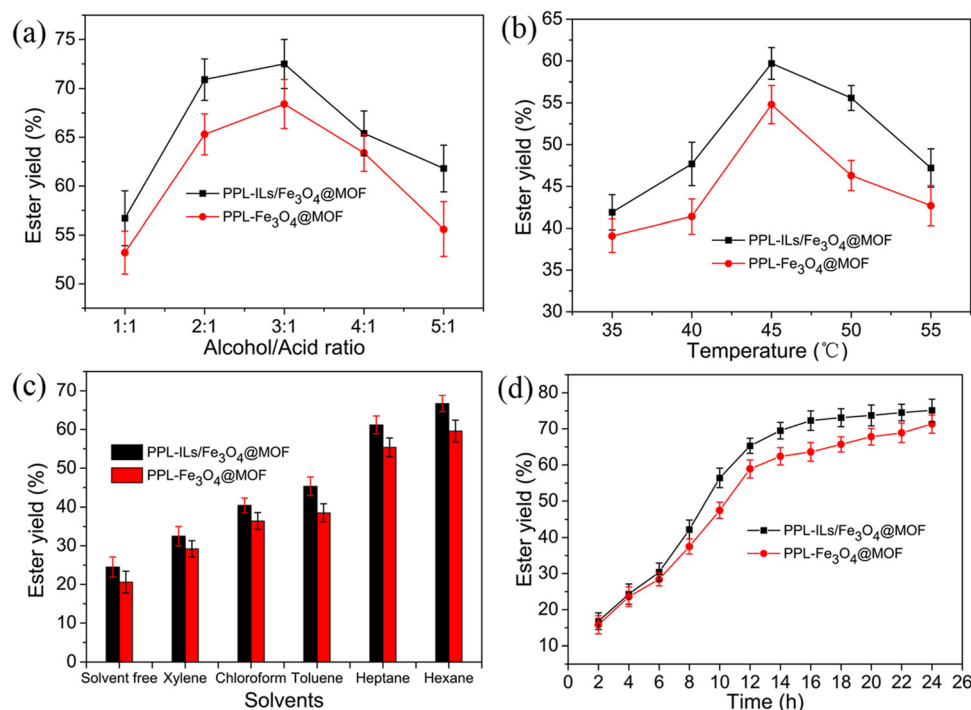 (a)
Ester yield (%)
75
70
65
60
55
50
PPL-ILs/Fe₃O₄@MOF
PPL-Fe₃O₄@MOF
1:1 2:1 3:1 4:1 5:1
Alcohol/Acid ratio
(b)
Ester yield (%)
65
60
55
50
45
40
35
30
PPL-ILs/Fe₃O₄@MOF
PPL-Fe₃O₄@MOF
35 40 45 50 55
Temperature (℃)
(c)
Ester yield (%)
70
60
50
40
30
20
10
0
PPL-ILs/Fe₃O₄@MOF
PPL-Fe₃O₄@MOF
Solvent free Xylene Chloroform Toluene Heptane Hexane
Solvents
(d)
Ester yield (%)
80
70
60
50
40
30
20
10
PPL-ILs/Fe₃O₄@MOF
PPL-Fe₃O₄@MOF
0 2 4 6 8 10 12 14 16 18 20 22 24 26
Time (h)